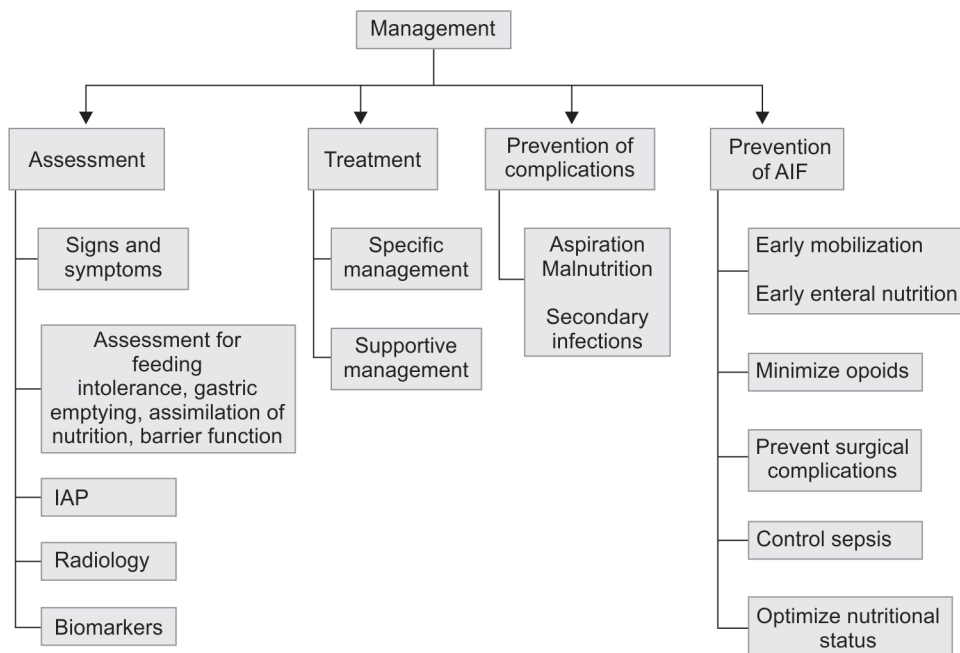 Management
Assessment
Treatment
Prevention of
complications
Prevention
of AIF
Signs and
symptoms
Assessment for
feeding
intolerance, gastric
emptying, assimilation of
nutrition, barrier function
IAP
Radiology
Biomarkers
Specific
management
Supportive
management
Aspiration
Malnutrition
Secondary
infections
Early mobilization
Early enteral nutrition
Minimize opoids
Prevent surgical
complications
Control sepsis
Optimize nutritional
status